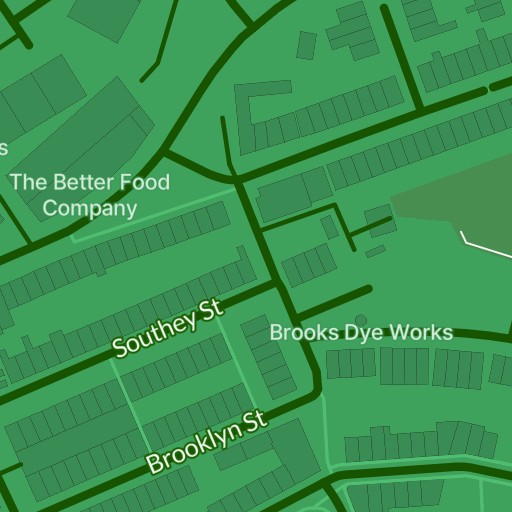 s
The Better Food
Company
Southey St
Brooks Dye Works
Brooklyn St